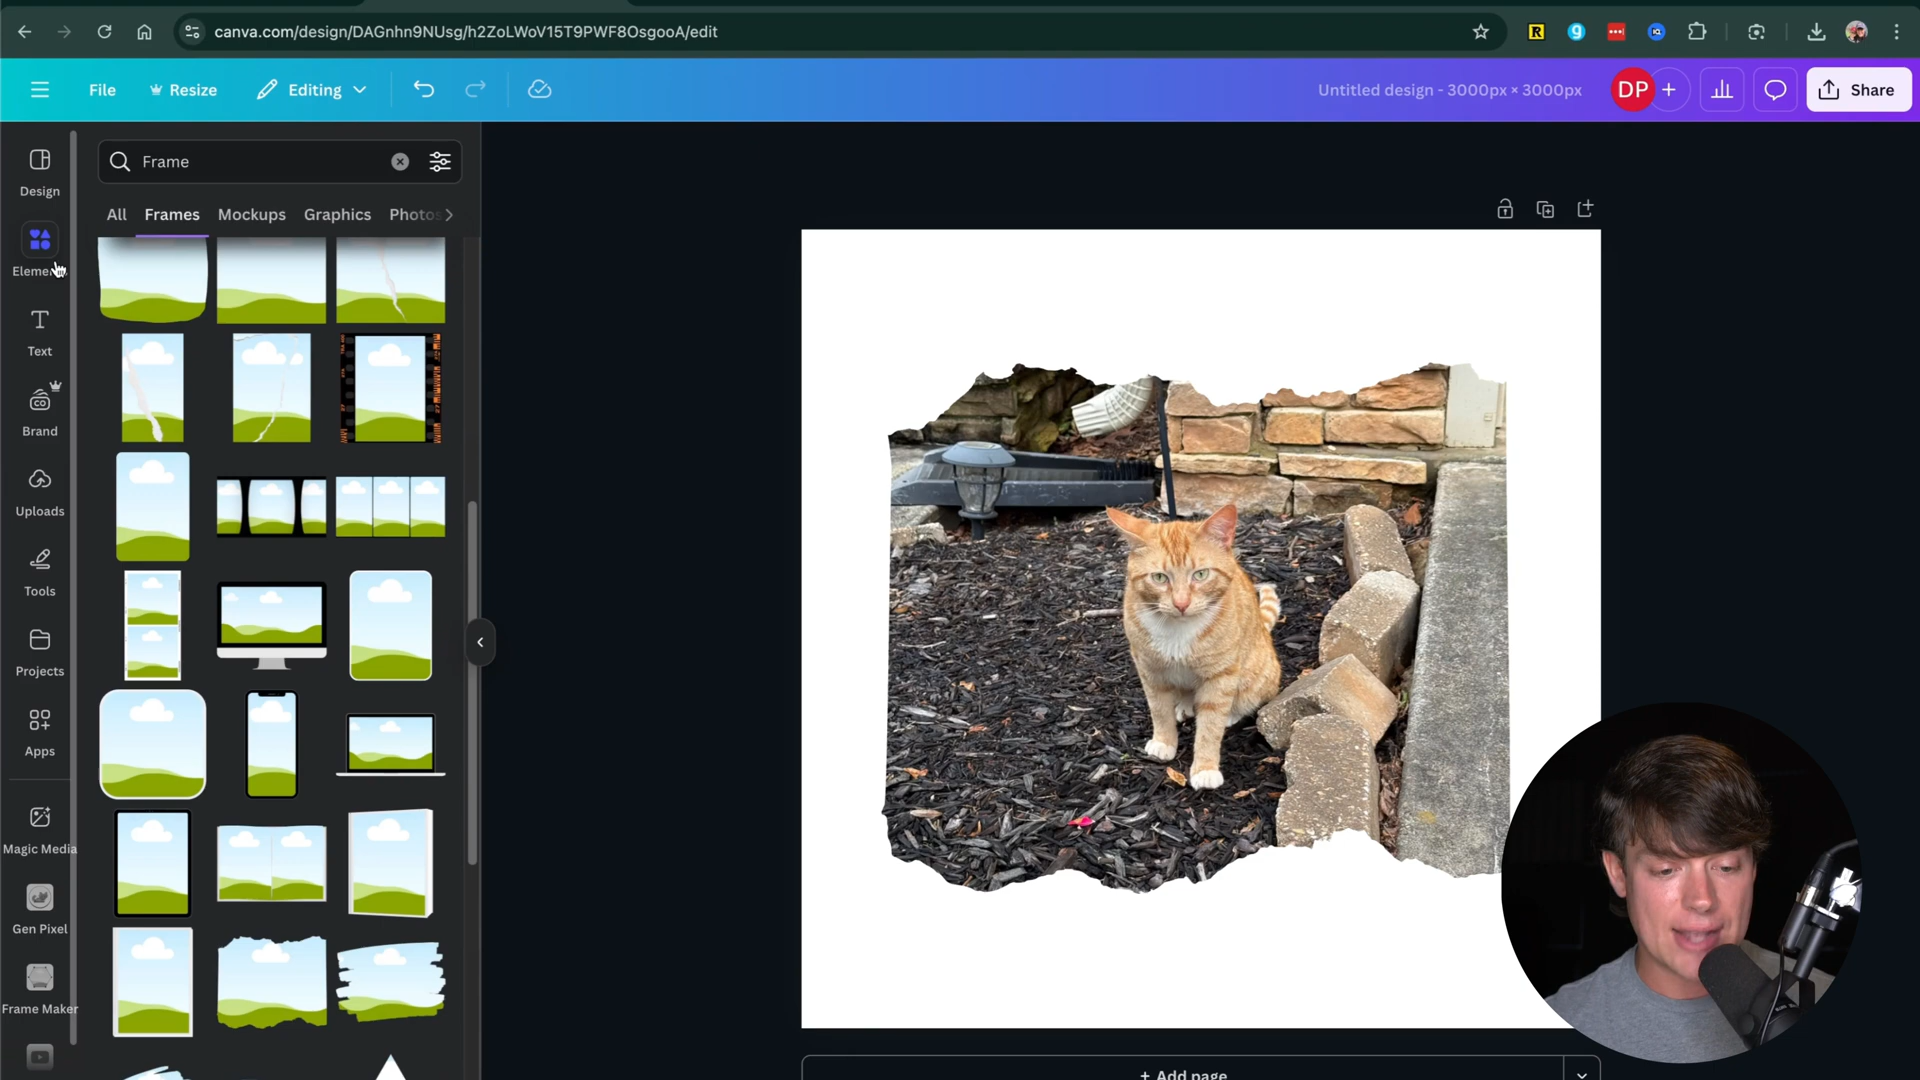 canva.com/design/DAGnhn9NUsg/h2ZoLWoV15T9PWF8OsgooA/edit
File
Resize
Editing
Untitled design - 3000px × 3000px
DP
Share
Frame
All
Frames
Mockups
Graphics
Photos
Design
Elemen
Text
Brand
Uploads
Tools
Projects
Apps
Magic Media
Gen Pixel
Frame Maker
+ Add page